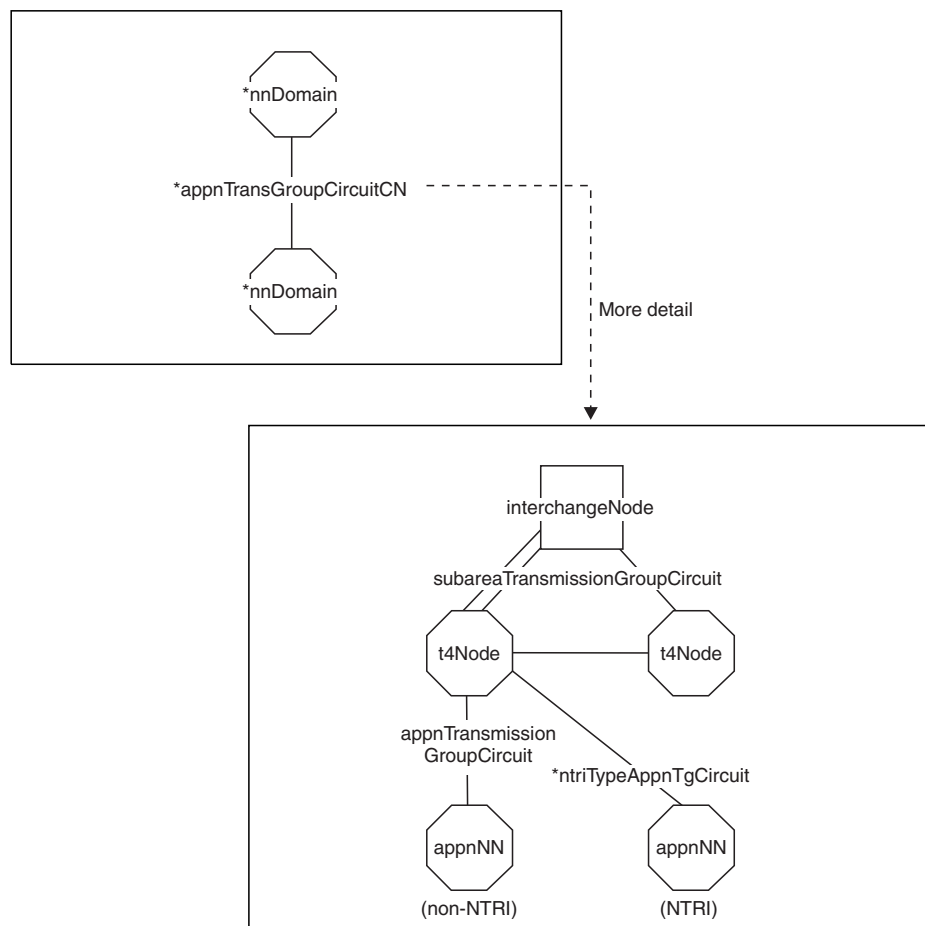 *nnDomain
*appnTransGroupCircuitCN
*nnDomain
More detail
interchangeNode
subareaTransmissionGroupCircuit
t4Node
t4Node
appnTransmission
GroupCircuit
*ntriTypeAppnTgCircuit
appnNN
appnNN
(non-NTRI)
(NTRI)